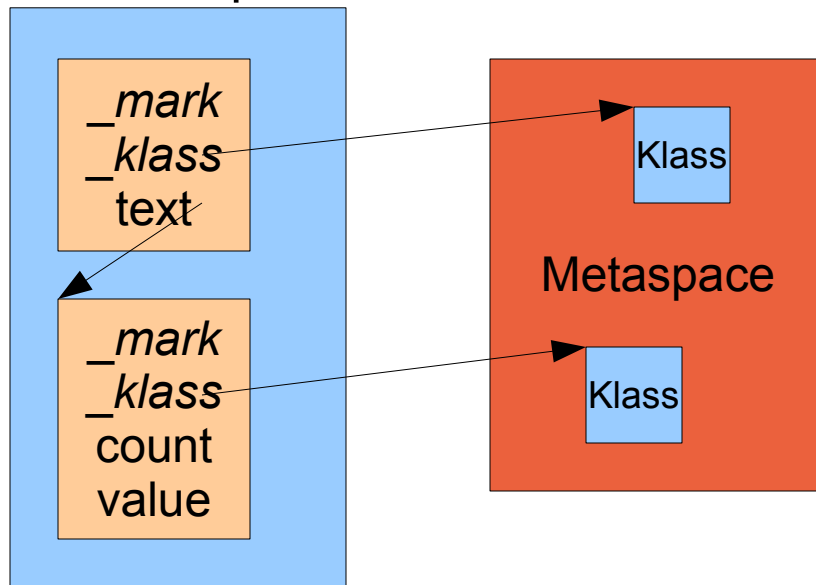 _mark
_klass
text
_mark
_klass
count
value
Klass
Metaspace
Klass